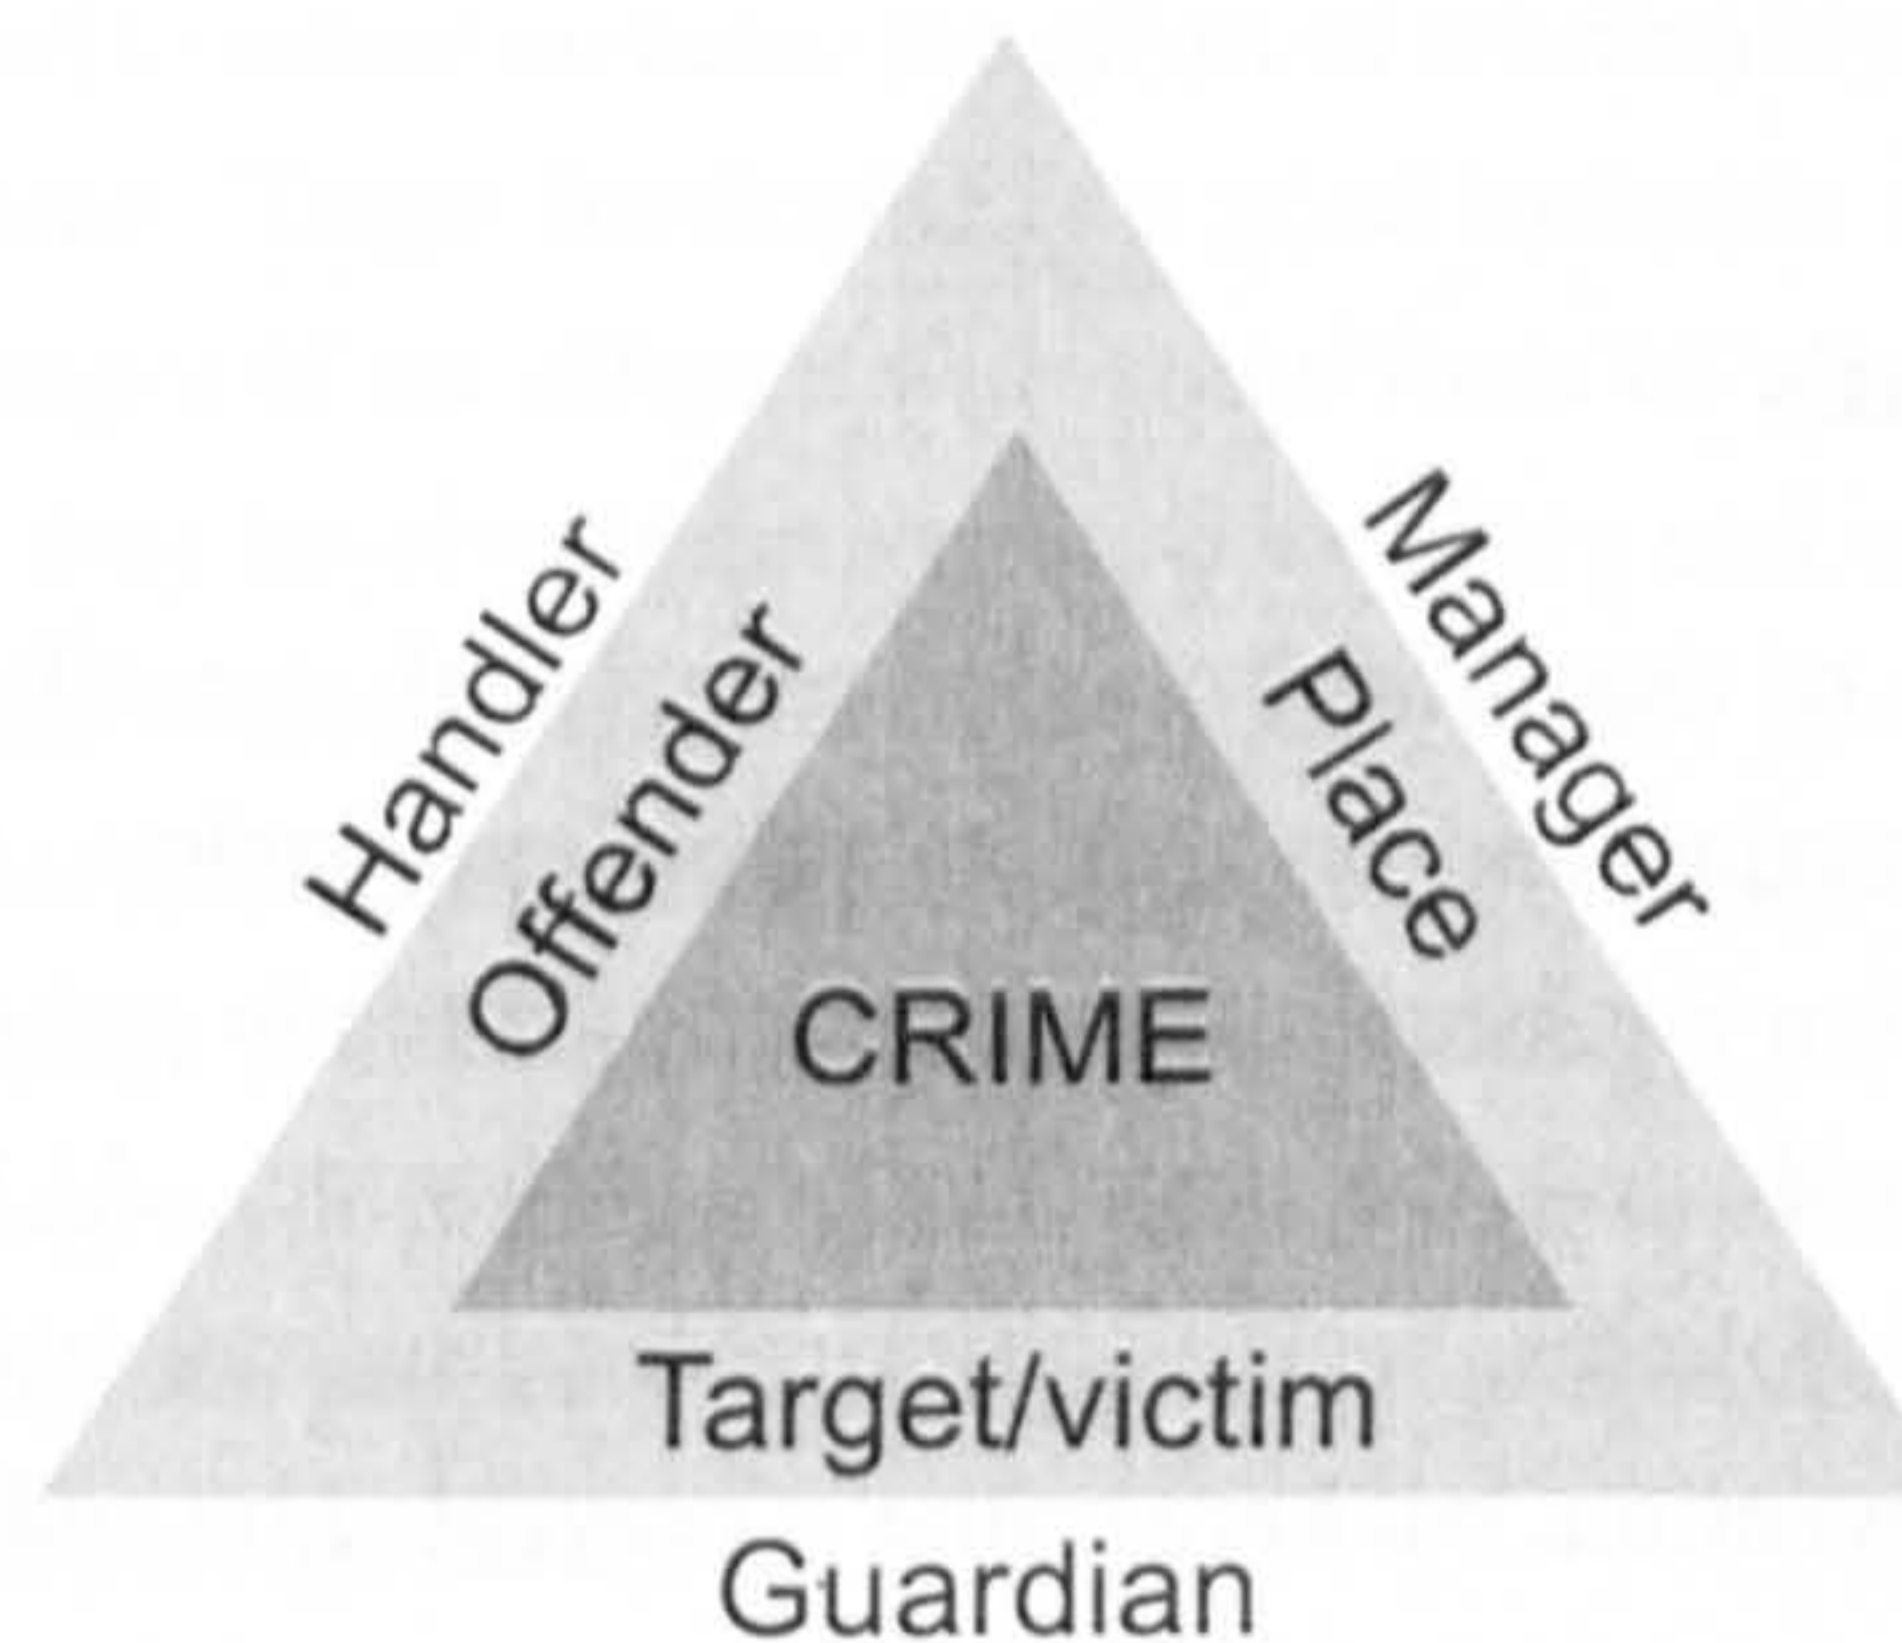 Handler
Manager
Offender
Place
CRIME
Target/victim
Guardian